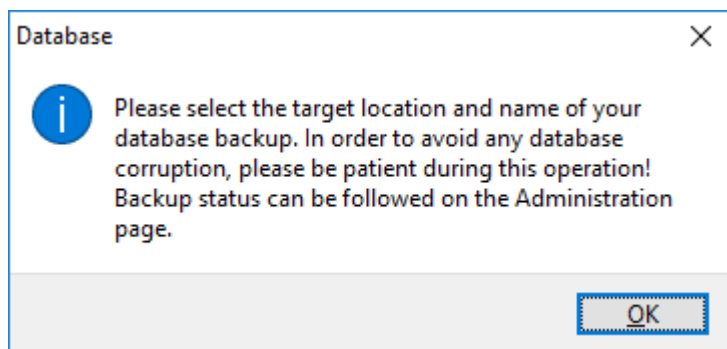 Database
Please select the target location and name of your
database backup. In order to avoid any database
corruption, please be patient during this operation!
Backup status can be followed on the Administration
page.
OK